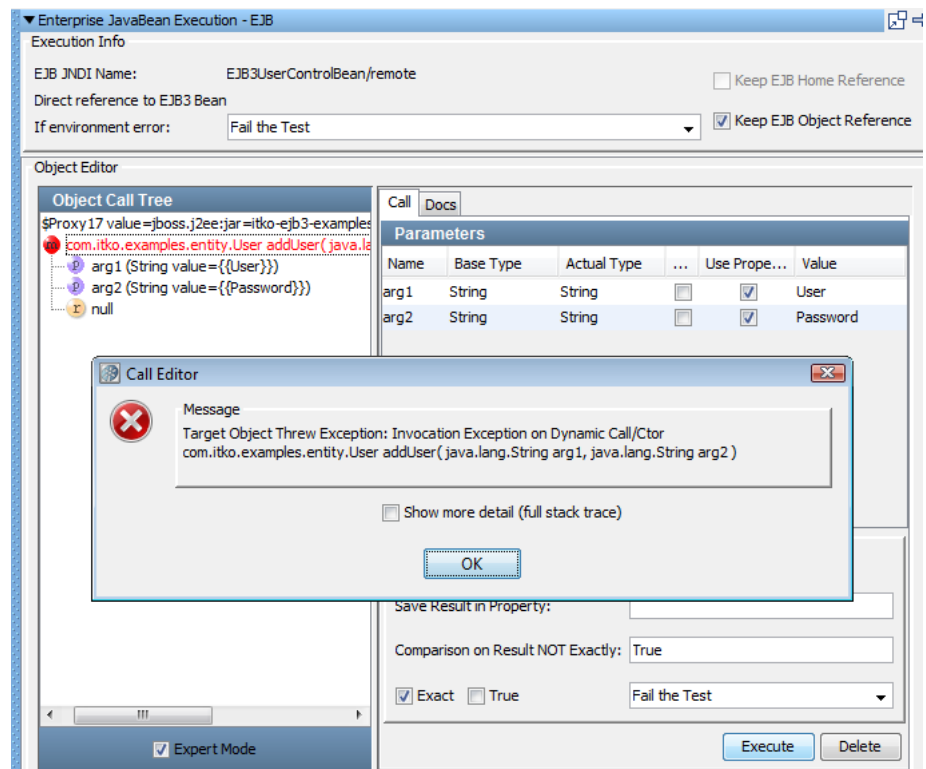 Enterprise JavaBean Execution - EJB
Execution Info
EJB JNDI Name: EJB3UserControlBean/remote
Keep EJB Home Reference
Direct reference to EJB3 Bean
If environment error: Fail the Test
Keep EJB Object Reference
Object Editor
Object Call Tree
$Proxy17 value=jboss.j2ee:jar=itko-ejb3-examples
m com.itko.examples.entity.User addUser( java.la
P arg1 (String value={{User}})
P arg2 (String value={{Password}})
r null
Call Docs
Parameters
Name Base Type Actual Type ... Use Prope... Value
arg1 String String User
arg2 String String Password
Call Editor
Message
Target Object Threw Exception: Invocation Exception on Dynamic Call/Ctor
com.itko.examples.entity.User addUser( java.lang.String arg1, java.lang.String arg2 )
Show more detail (full stack trace)
OK
Save Result in Property:
Comparison on Result NOT Exactly: True
Exact True Fail the Test
Expert Mode
Execute Delete